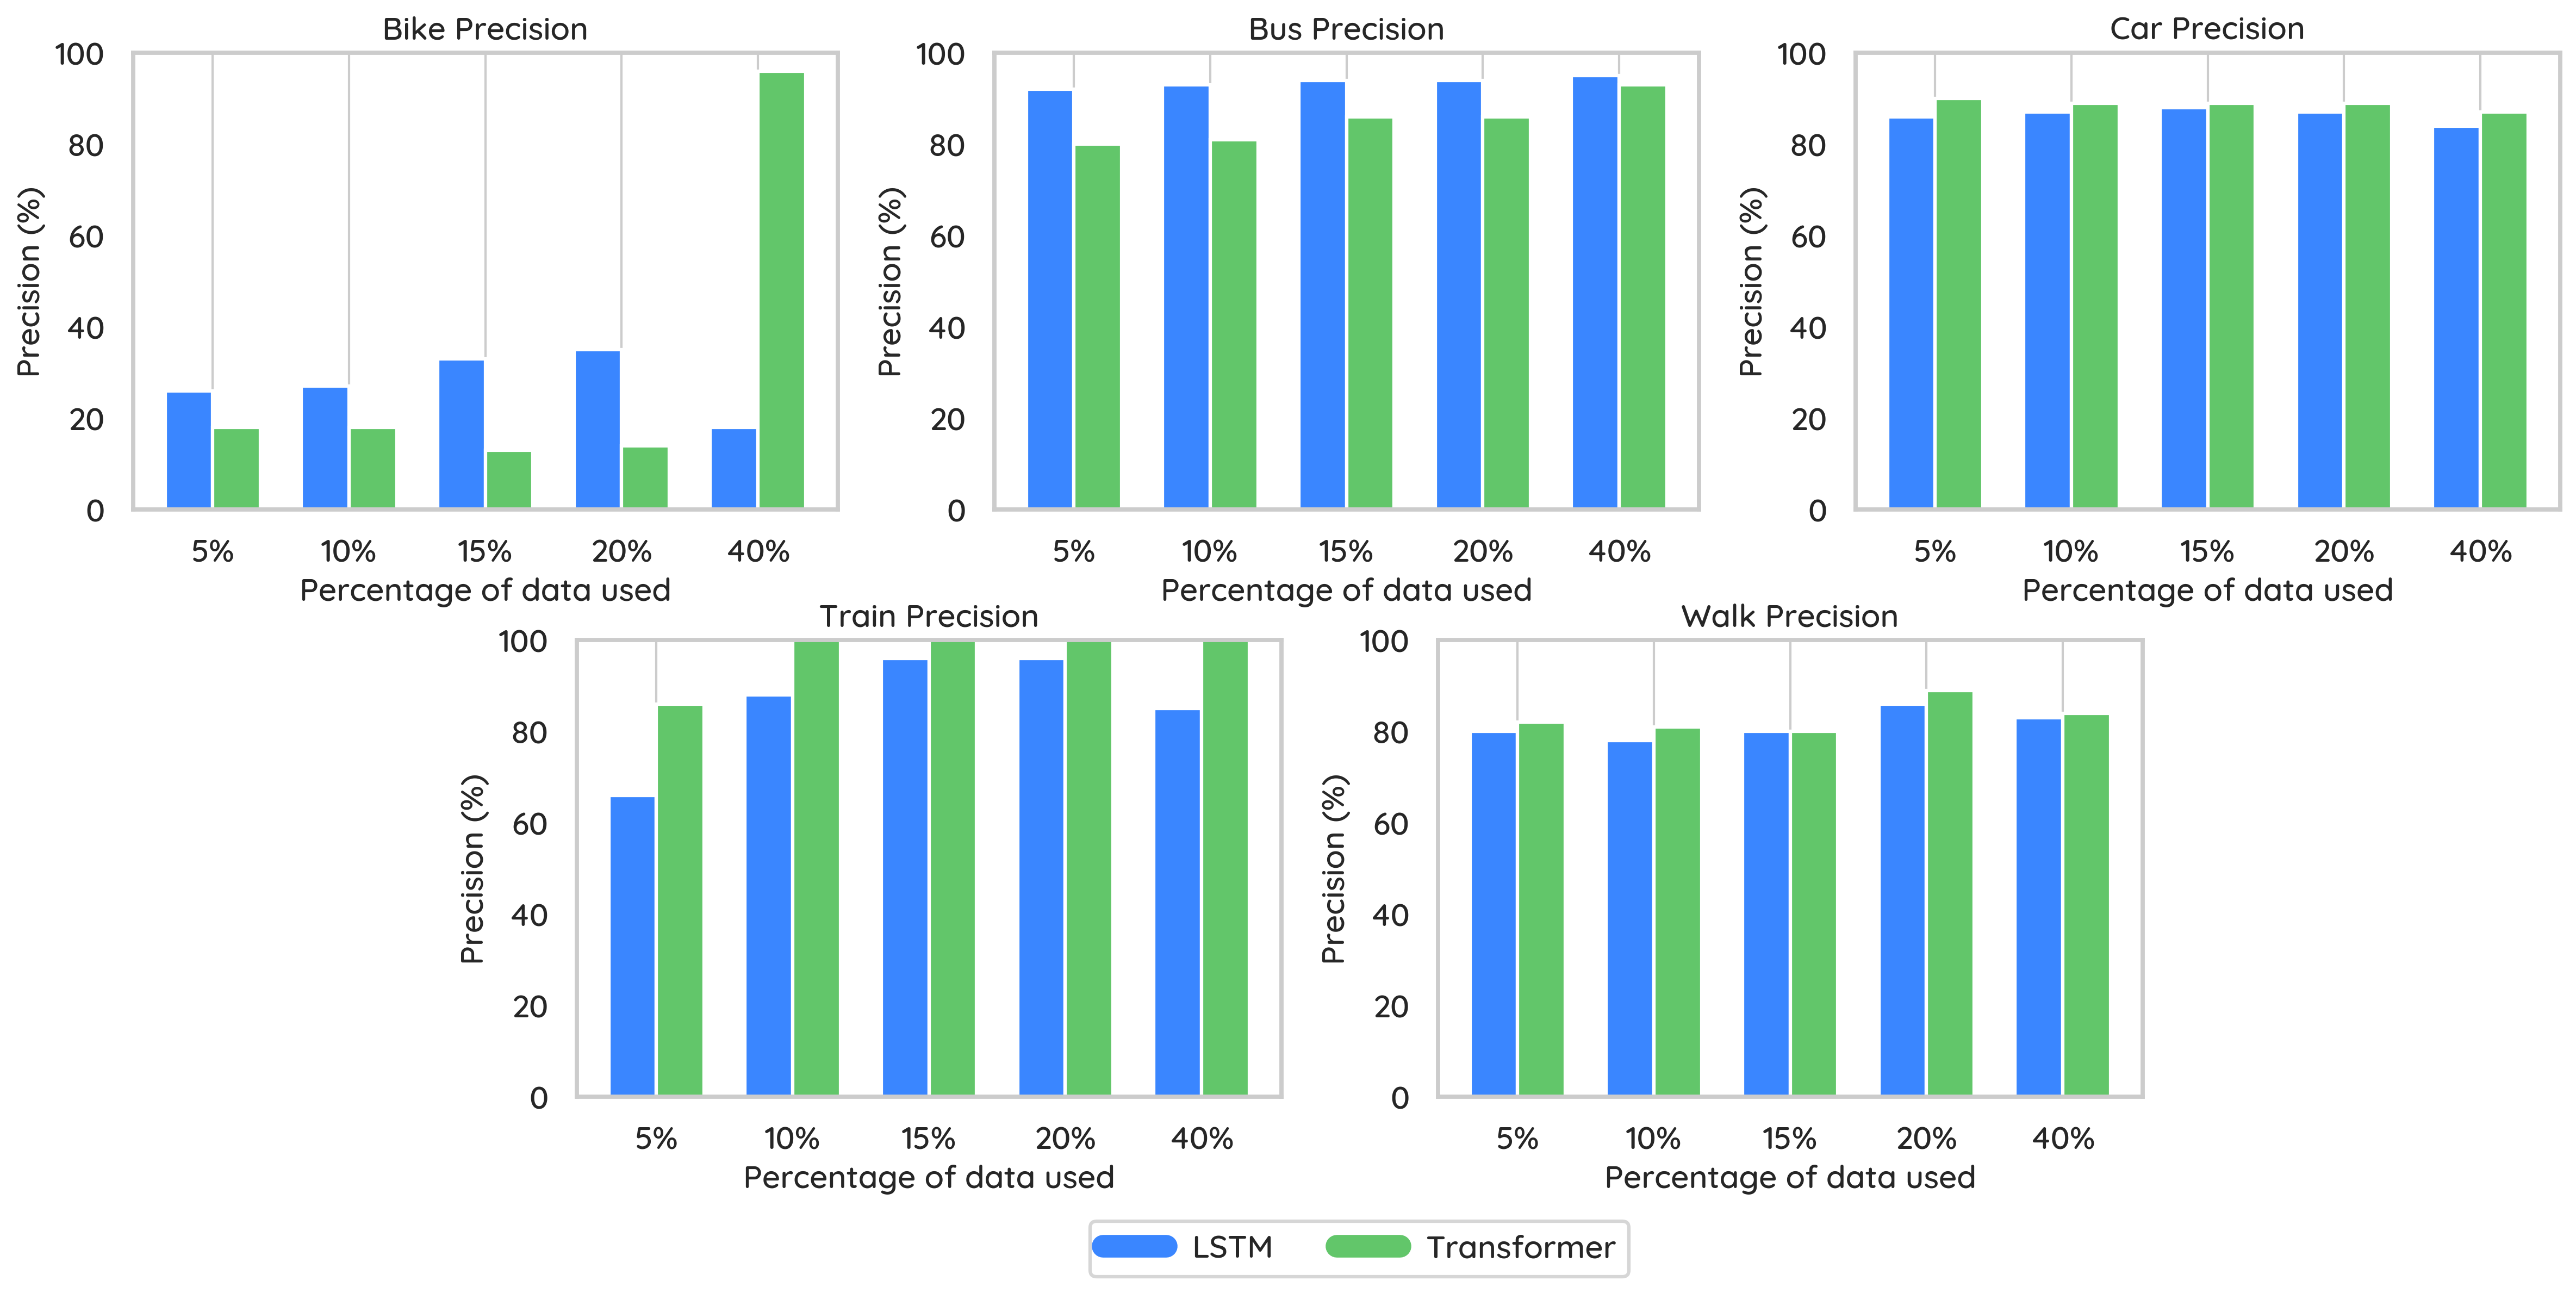 Bike Precision
Precision (%)
100
80
60
40
20
0
5% 10% 15% 20% 40%
Percentage of data used
Bus Precision
Precision (%)
100
80
60
40
20
0
5% 10% 15% 20% 40%
Percentage of data used
Car Precision
Precision (%)
100
80
60
40
20
0
5% 10% 15% 20% 40%
Percentage of data used
Train Precision
Precision (%)
100
80
60
40
20
0
5% 10% 15% 20% 40%
Percentage of data used
Walk Precision
Precision (%)
100
80
60
40
20
0
5% 10% 15% 20% 40%
Percentage of data used
LSTM Transformer